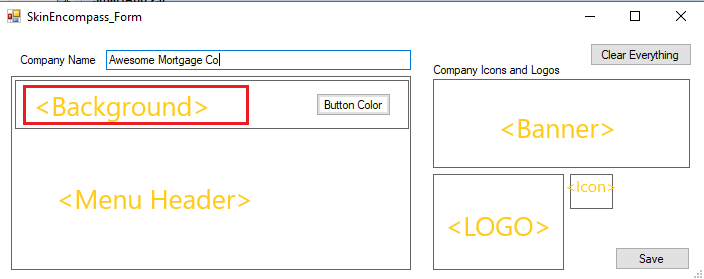 SkinEncompass_Form
Clear Everything
Company Name Awesome Mortgage Co
Company Icons and Logos
<Background>
Button Color
<Menu Header>
<Banner>
<Icon>
<LOGO>
Save